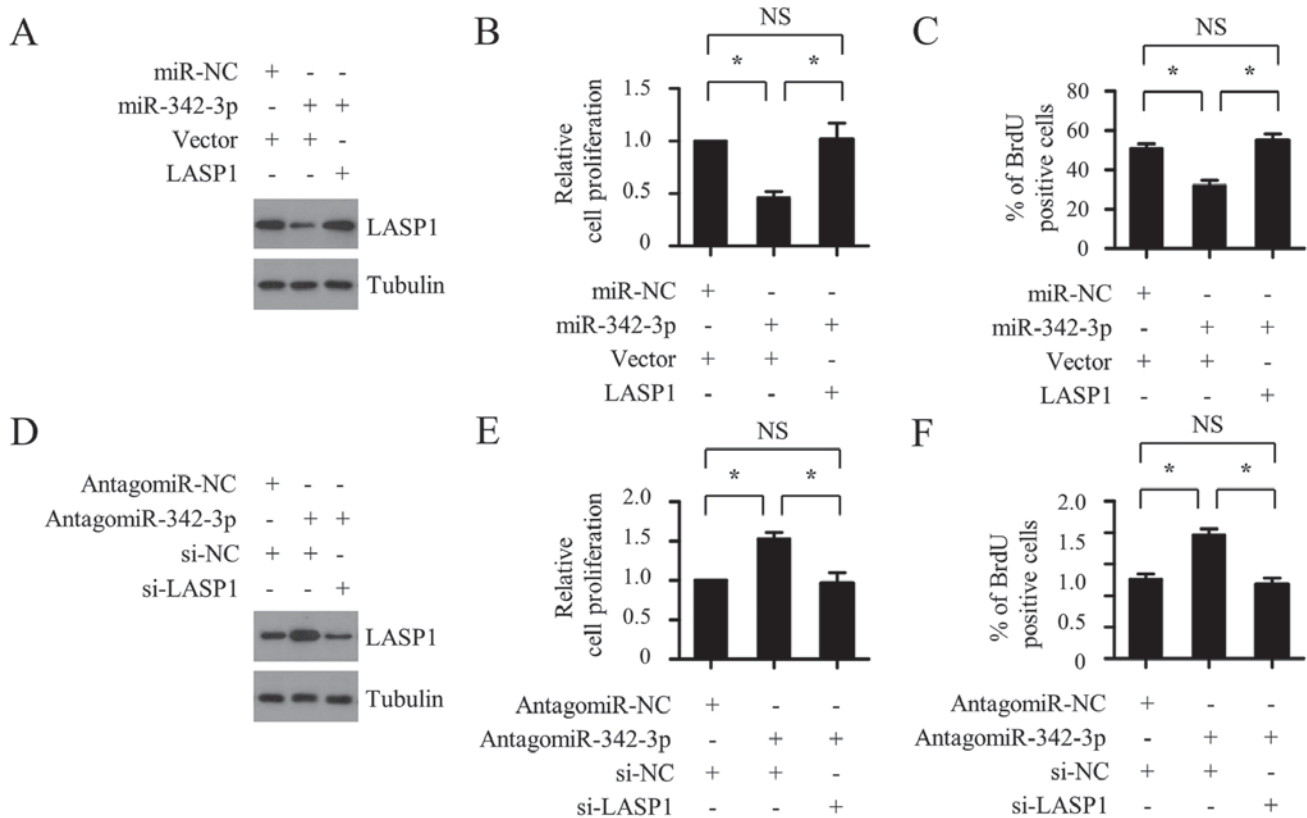 A
miR-NC + - -
miR-342-3p - + +
Vector + + -
LASP1 - - +
LASP1
Tubulin
B
NS
* *
Relative
cell proliferation
1.5
1.0
0.5
0
miR-NC + - -
miR-342-3p - + +
Vector + + -
LASP1 - - +
C
NS
* *
% of BrdU
positive cells
80
60
40
20
0
miR-NC + - -
miR-342-3p - + +
Vector + + -
LASP1 - - +
D
AntagomiR-NC + - -
AntagomiR-342-3p - + +
si-NC + + -
si-LASP1 - - +
LASP1
Tubulin
E
NS
* *
Relative
cell proliferation
2.0
1.5
1.0
0.5
0
AntagomiR-NC + - -
AntagomiR-342-3p - + +
si-NC + + -
si-LASP1 - - +
F
NS
* *
% of BrdU
positive cells
2.0
1.5
1.0
0.5
0
AntagomiR-NC + - -
AntagomiR-342-3p - + +
si-NC + + -
si-LASP1 - - +